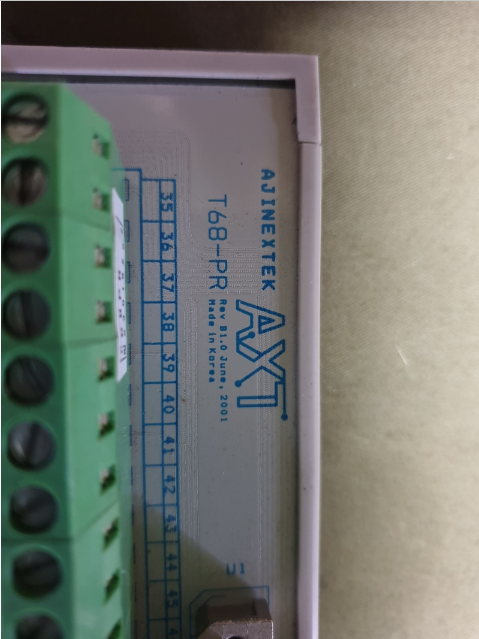 AJINEXTEK
AXT
T68-PR
Rev B1.0 June, 2001
Made in Korea
35
36
37
38
39
40
41
42
43
44
45
U1